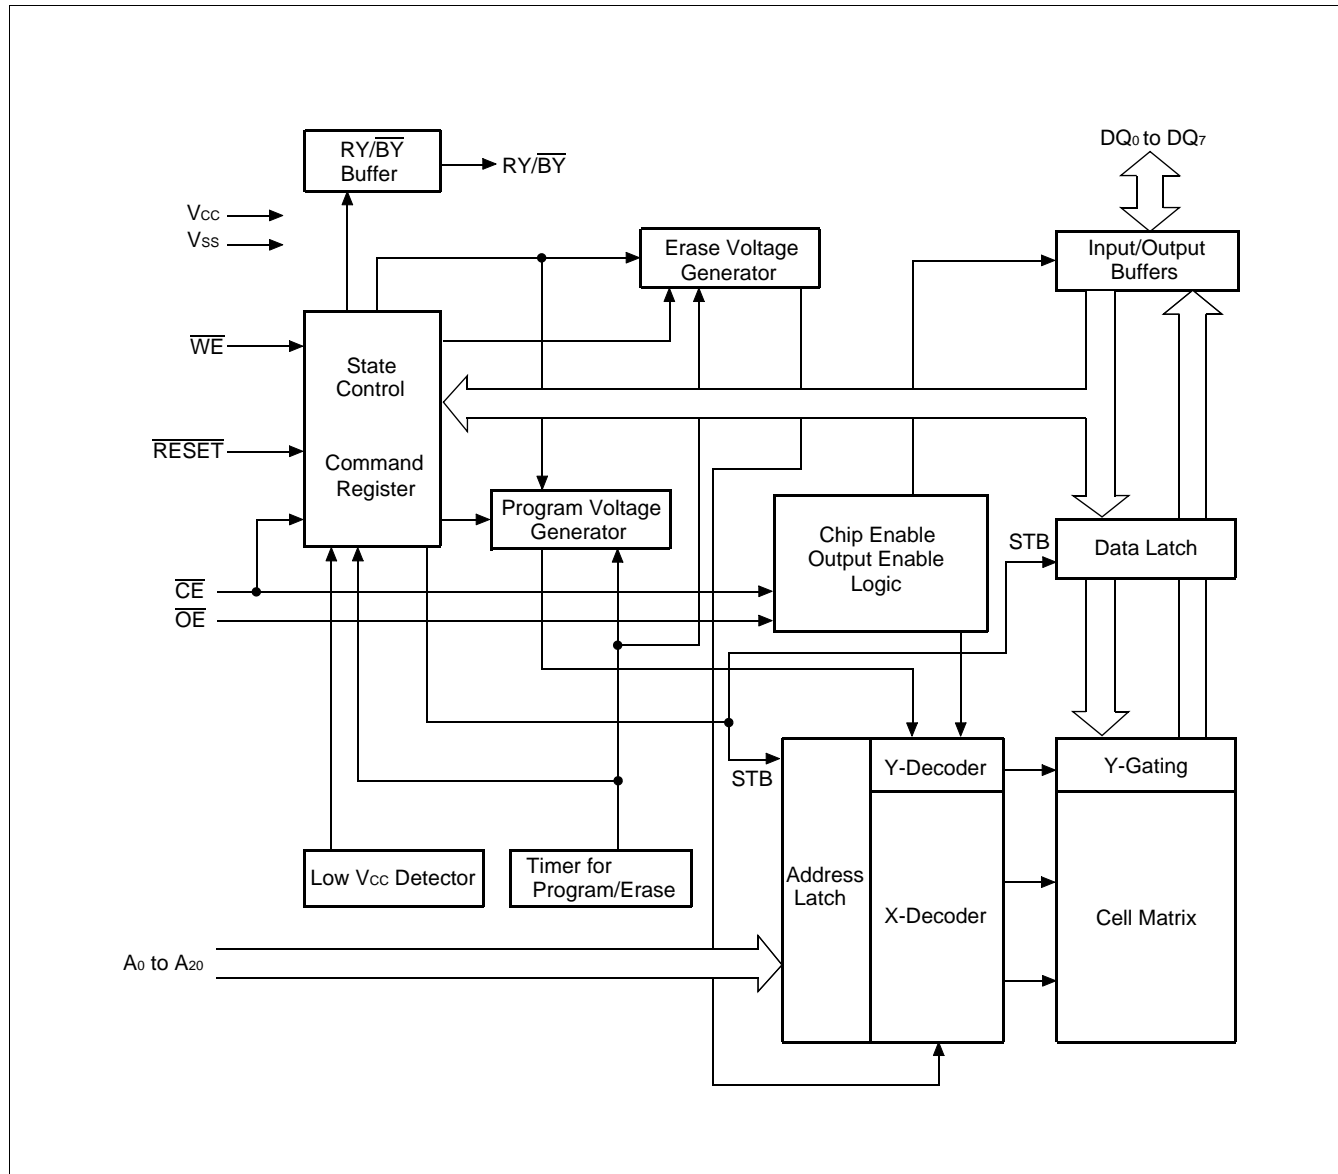 RY/BY
Buffer
RY/BY
DQ0 to DQ7
VCC
VSS
Erase Voltage
Generator
Input/Output
Buffers
WE
State
Control
RESET
Command
Register
Program Voltage
Generator
Chip Enable
Output Enable
Logic
STB
Data Latch
CE
OE
STB
Y-Decoder
Y-Gating
Low VCC Detector
Timer for
Program/Erase
Address
Latch
X-Decoder
Cell Matrix
A0 to A20